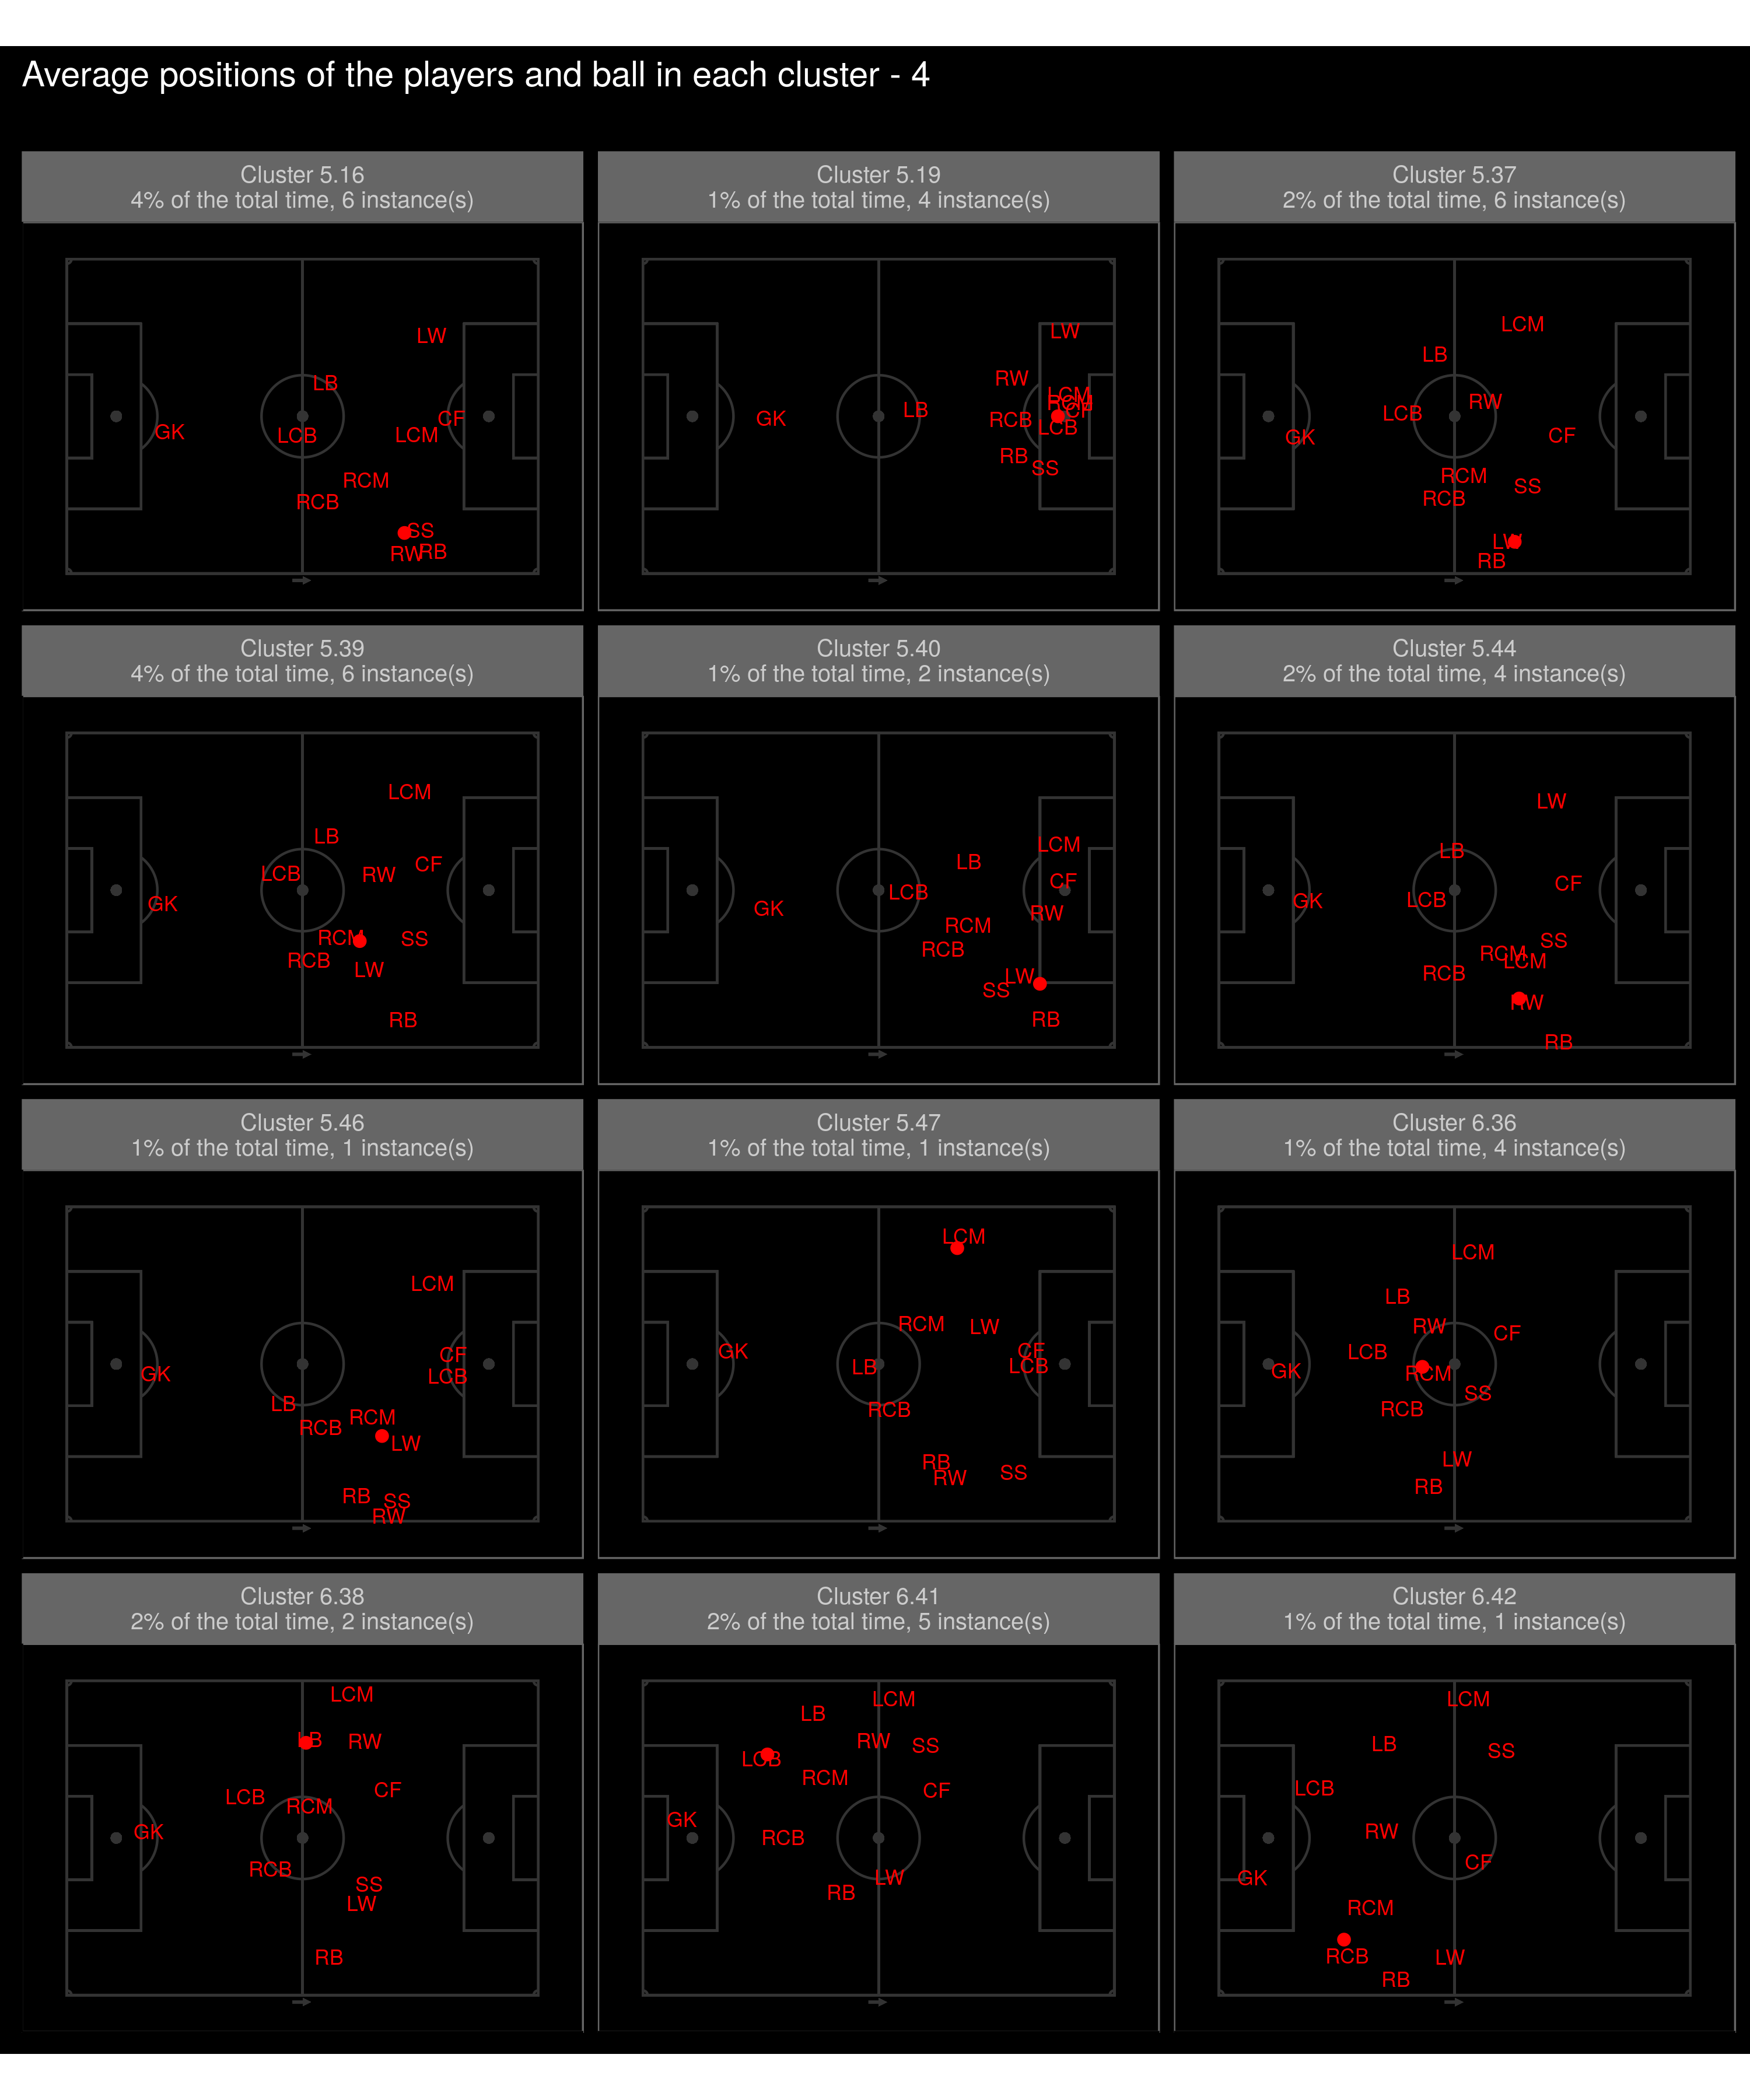 Average positions of the players and ball in each cluster - 4
Cluster 5.16
4% of the total time, 6 instance(s)
LW
LB
CF
GK
LCB
LCM
RCM
RCB
SS
RW
RB
Cluster 5.19
1% of the total time, 4 instance(s)
LW
RW
LCM
RCM
LB
CF
GK
RCB
LCB
RB
SS
Cluster 5.37
2% of the total time, 6 instance(s)
LCM
LB
RW
LCB
GK
CF
RCM
SS
RCB
LW
RB
Cluster 5.39
4% of the total time, 6 instance(s)
LCM
LB
CF
LCB
RW
GK
RCM
SS
RCB
LW
RB
Cluster 5.40
1% of the total time, 2 instance(s)
LCM
LB
CF
LCB
GK
RW
RCM
RCB
LW
SS
RB
Cluster 5.44
2% of the total time, 4 instance(s)
LW
LB
CF
GK
LCB
SS
RCM
LCM
RCB
RW
RB
Cluster 5.46
1% of the total time, 1 instance(s)
LCM
CF
GK
LCB
LB
RCM
RCB
LW
RB
SS
RW
Cluster 5.47
1% of the total time, 1 instance(s)
LCM
RCM
LW
GK
CF
LB
LCB
RCB
RB
RW
SS
Cluster 6.36
1% of the total time, 4 instance(s)
LCM
LB
RW
CF
LCB
GK
RCM
SS
RCB
LW
RB
Cluster 6.38
2% of the total time, 2 instance(s)
LCM
LB
RW
CF
LCB
RCM
GK
RCB
SS
LW
RB
Cluster 6.41
2% of the total time, 5 instance(s)
LCM
LB
RW
SS
LCB
RCM
CF
GK
RCB
LW
RB
Cluster 6.42
1% of the total time, 1 instance(s)
LCM
LB
SS
LCB
RW
CF
GK
RCM
RCB
LW
RB